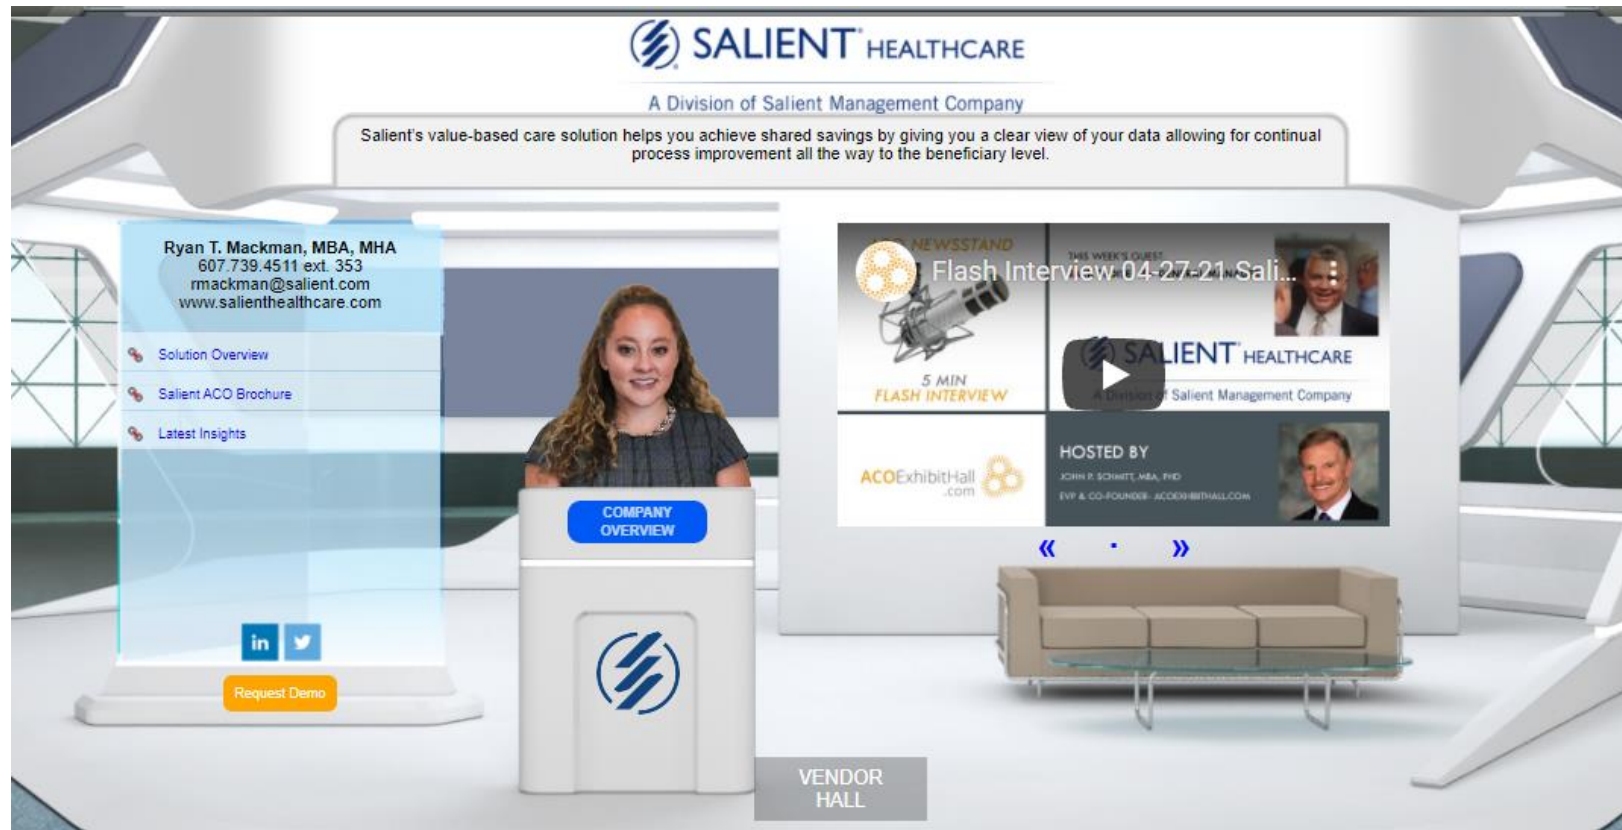 SALIENT® HEALTHCARE
A Division of Salient Management Company
Salient's value-based care solution helps you achieve shared savings by giving you a clear view of your data allowing for continual
process improvement all the way to the beneficiary level.
Ryan T. Mackman, MBA, MHA
607.739.4511 ext. 353
rmackman@salient.com
www.salienthealthcare.com
Solution Overview
Salient ACO Brochure
Latest Insights
in
Request Demo
COMPANY
OVERVIEW
NEWSSTAND
THIS WEEK'S GUEST
Flash Interview 04-27-21 Sali...
5 MIN
FLASH INTERVIEW
SALIENT® HEALTHCARE
A Division of Salient Management Company
ACOExhibitHall
.com
HOSTED BY
JOHN P. SCHMITT, MBA, PHD
EVP & CO-FOUNDER- ACOEXHIBITHALL.COM
« · »
VENDOR
HALL